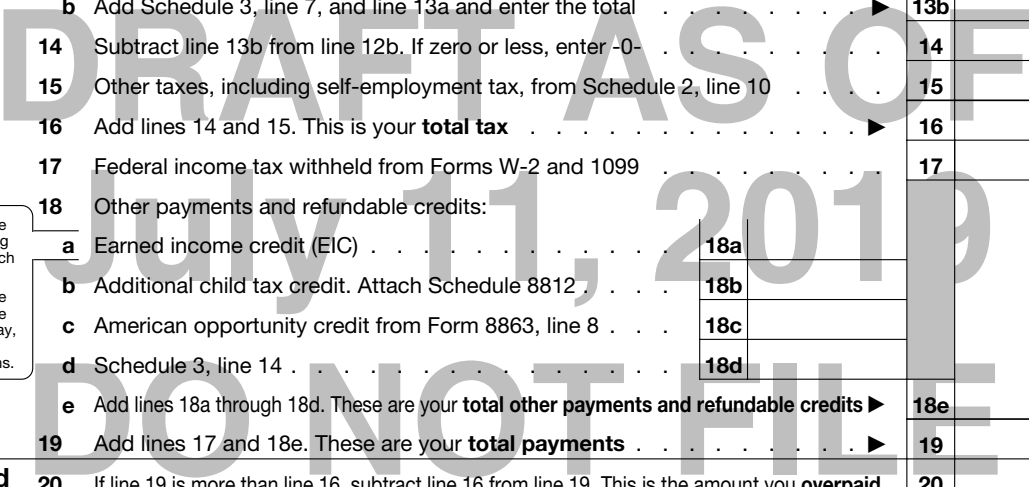 b Add Schedule 3, line 7, and line 13a and enter the total . . . . . . . ▶ 13b
14 Subtract line 13b from line 12b. If zero or less, enter -0- . . . . . . . . . 14
15 Other taxes, including self-employment tax, from Schedule 2, line 10 . . . . 15
16 Add lines 14 and 15. This is your total tax . . . . . . . . . . . . . ▶ 16
17 Federal income tax withheld from Forms W-2 and 1099 . . . . . . . . . 17
18 Other payments and refundable credits:
a Earned income credit (EIC) . . . . . . . . . . . . 18a
b Additional child tax credit. Attach Schedule 8812 . . . . 18b
c American opportunity credit from Form 8863, line 8 . . . 18c
d Schedule 3, line 14 . . . . . . . . . . . . . . . 18d
e Add lines 18a through 18d. These are your total other payments and refundable credits ▶ 18e
19 Add lines 17 and 18e. These are your total payments . . . . . . . . . ▶ 19
20 If line 19 is more than line 16, subtract line 16 from line 19. This is the amount you overpaid 20
DRAFT AS OF
July 11, 2019
DO NOT FILE